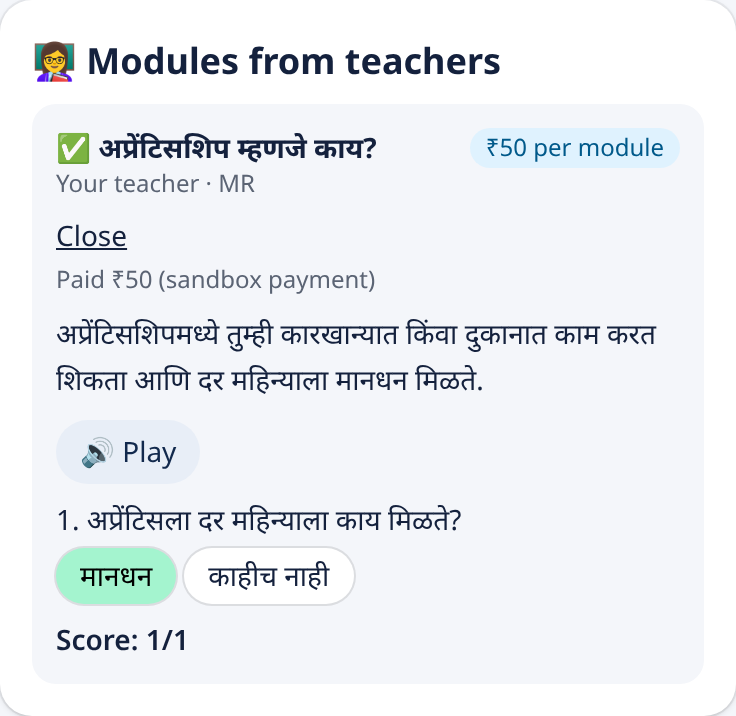 Modules from teachers
अप्रेंटिसशिप म्हणजे काय?
₹50 per module
Your teacher · MR
Close
Paid ₹50 (sandbox payment)
अप्रेंटिसशिपमध्ये तुम्ही कारखान्यात किंवा दुकानात काम करत
शिकता आणि दर महिन्याला मानधन मिळते.
Play
1. अप्रेंटिसला दर महिन्याला काय मिळते?
मानधन
काहीच नाही
Score: 1/1